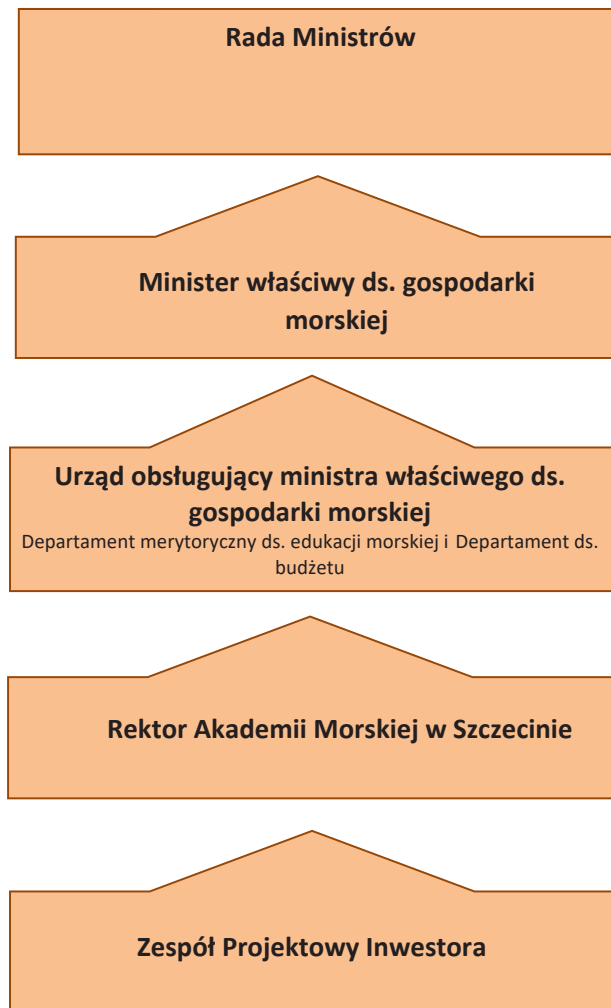 Rada Ministrów
Minister właściwy ds. gospodarki
morskiej
Urząd obsługujący ministra właściwego ds.
gospodarki morskiej
Departament merytoryczny ds. edukacji morskiej i Departament ds.
budżetu
Rektor Akademii Morskiej w Szczecinie
Zespół Projektowy Inwestora